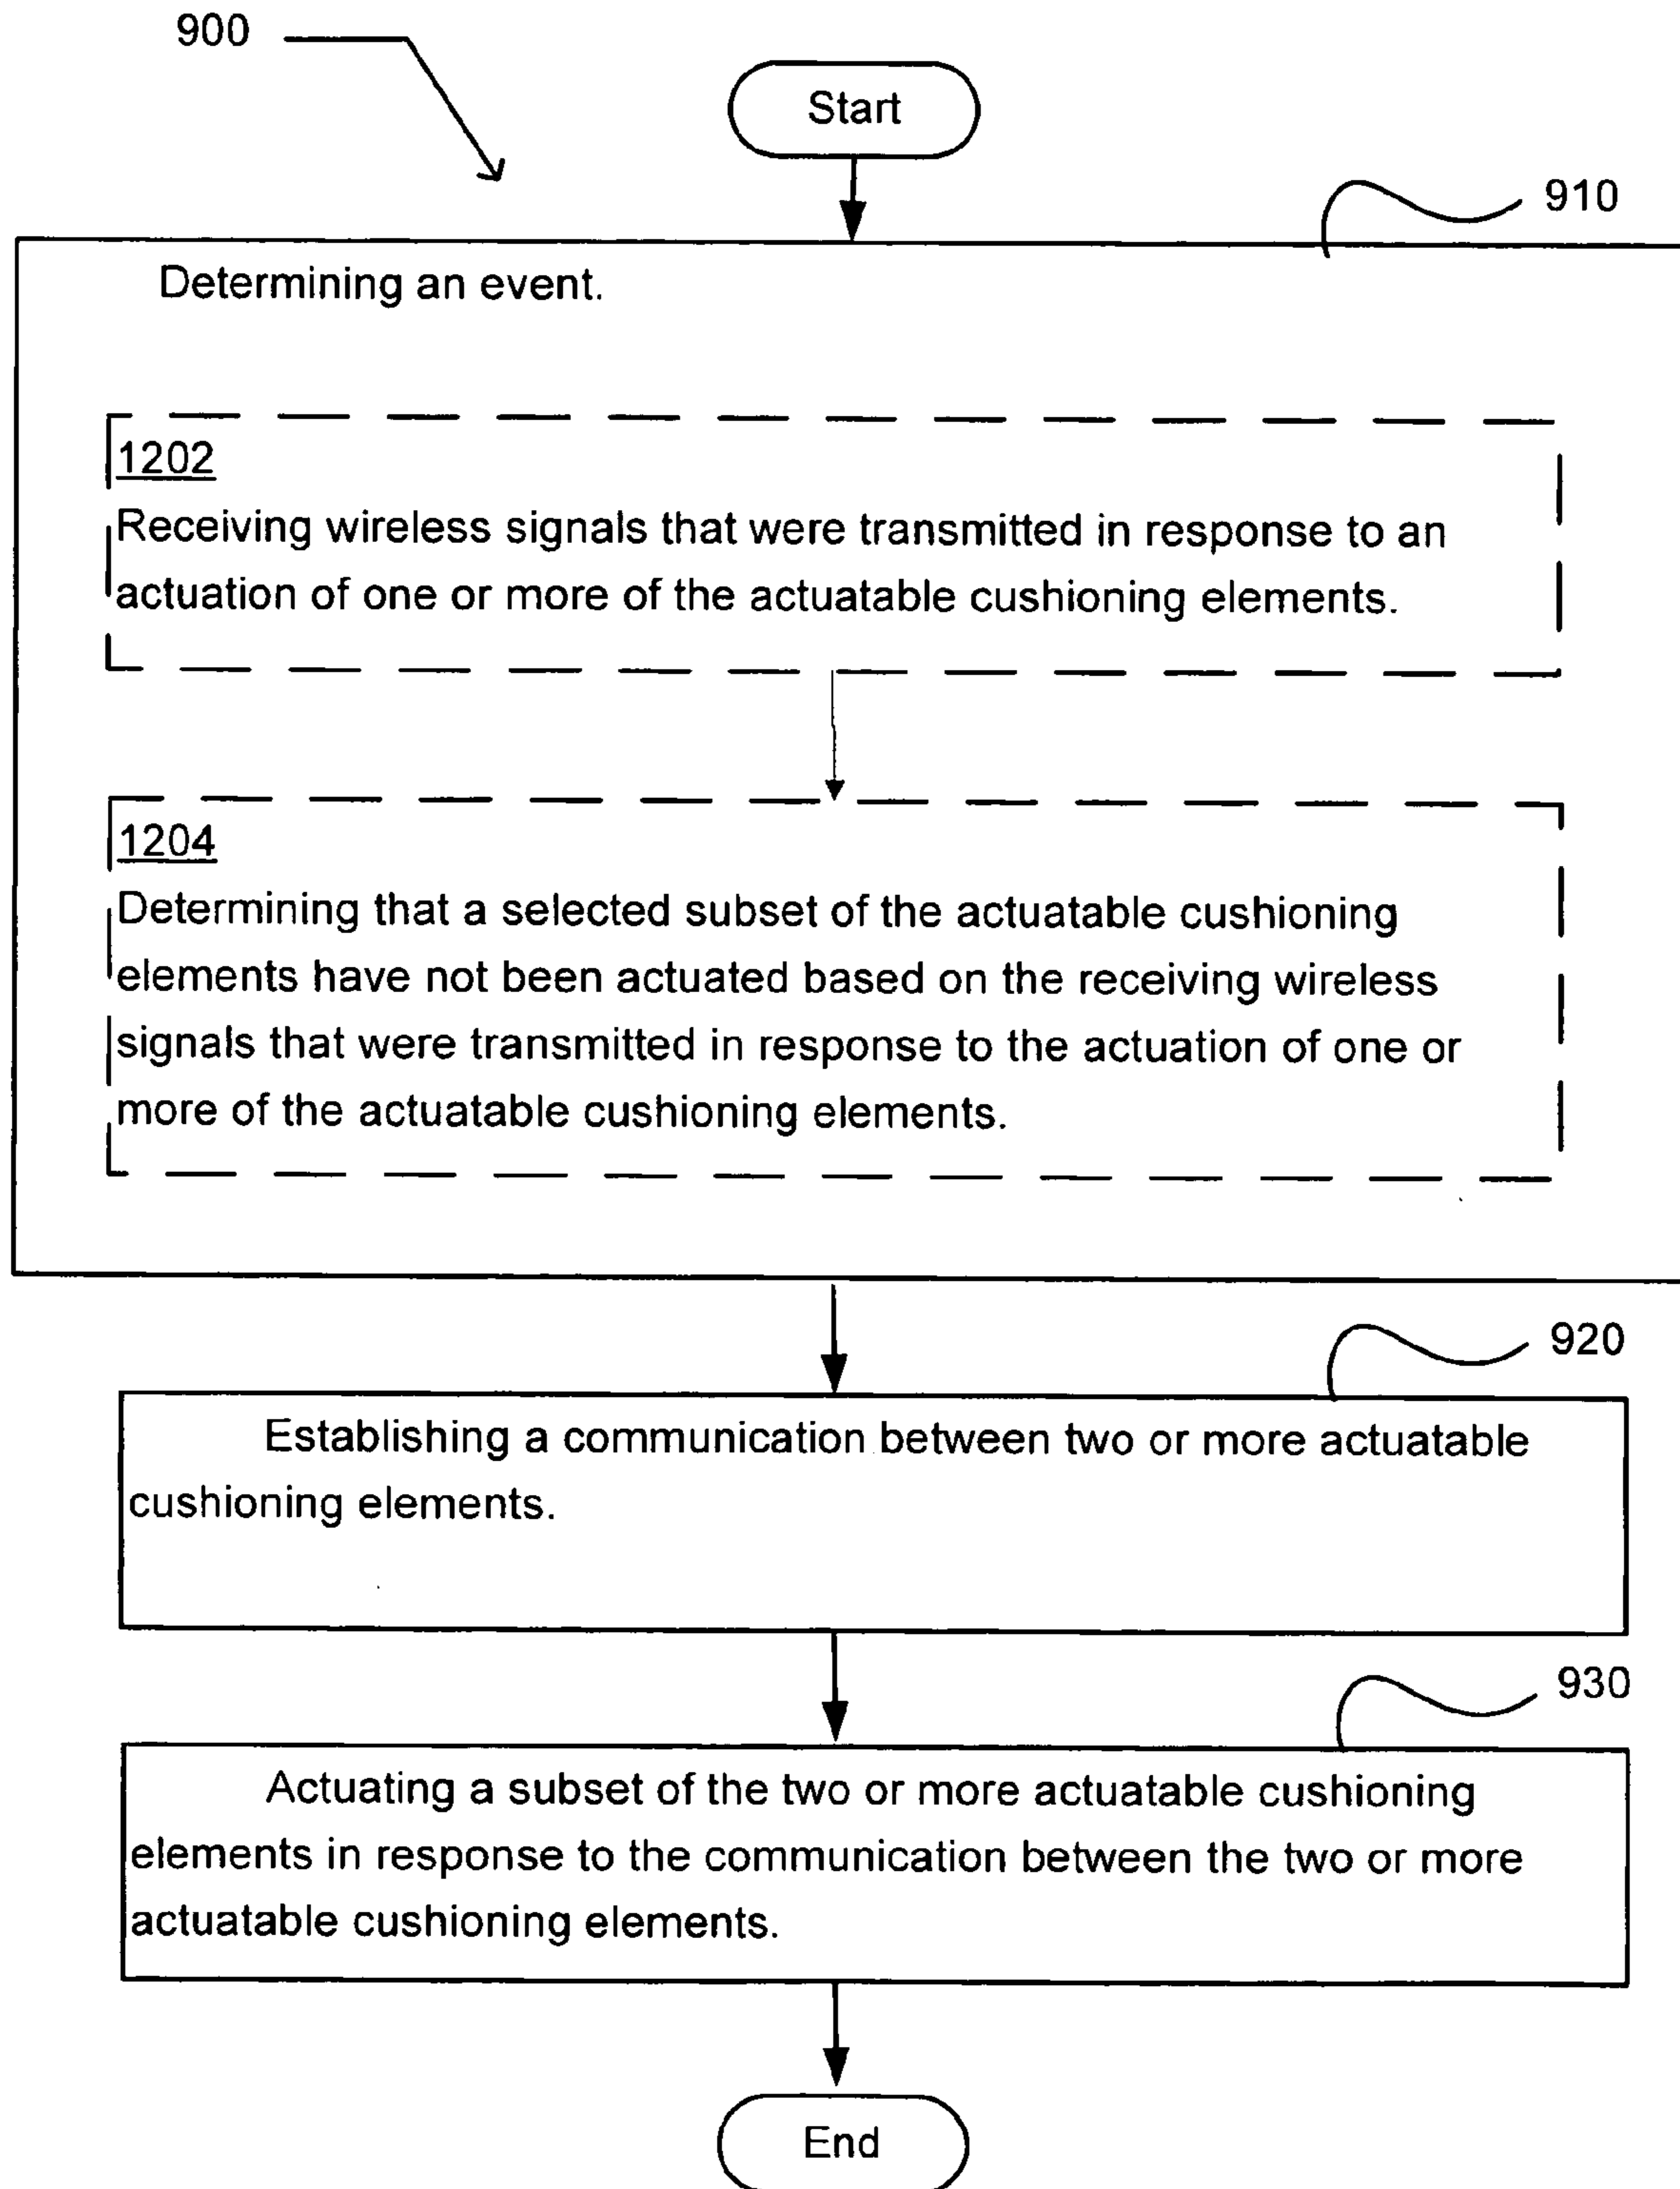 900
Start
910
Determining an event.
1202
Receiving wireless signals that were transmitted in response to an
actuation of one or more of the actuatable cushioning elements.
1204
Determining that a selected subset of the actuatable cushioning
elements have not been actuated based on the receiving wireless
signals that were transmitted in response to the actuation of one or
more of the actuatable cushioning elements.
920
Establishing a communication between two or more actuatable
cushioning elements.
930
Actuating a subset of the two or more actuatable cushioning
elements in response to the communication between the two or more
actuatable cushioning elements.
End